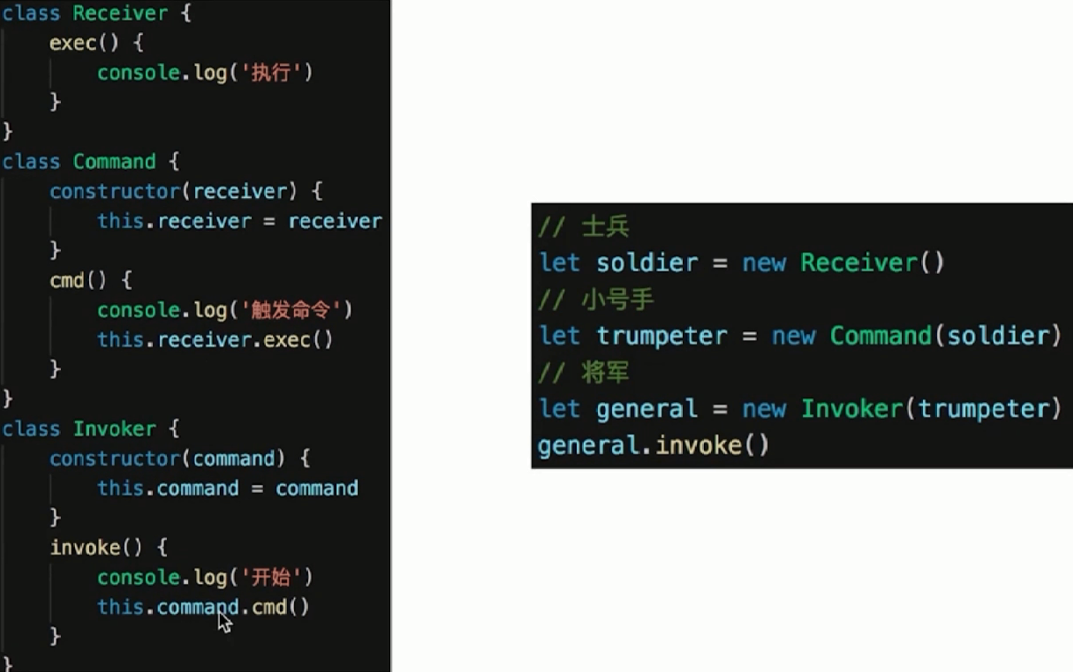 class Receiver {
    exec() {
        console.log('执行')
    }
}
class Command {
    constructor(receiver) {
        this.receiver = receiver
    }
    cmd() {
        console.log('触发命令')
        this.receiver.exec()
    }
}
class Invoker {
    constructor(command) {
        this.command = command
    }
    invoke() {
        console.log('开始')
        this.command.cmd()
    }
}
// 士兵
let soldier = new Receiver()
// 小号手
let trumpeter = new Command(soldier)
// 将军
let general = new Invoker(trumpeter)
general.invoke()